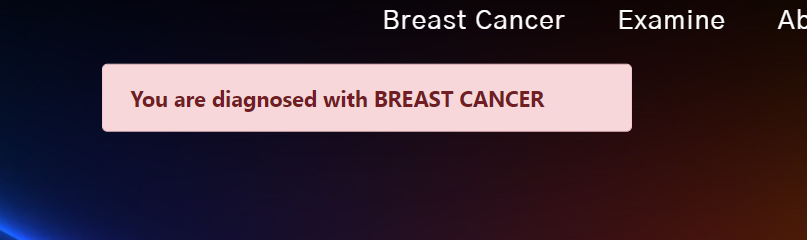 Breast Cancer Examine
You are diagnosed with BREAST CANCER